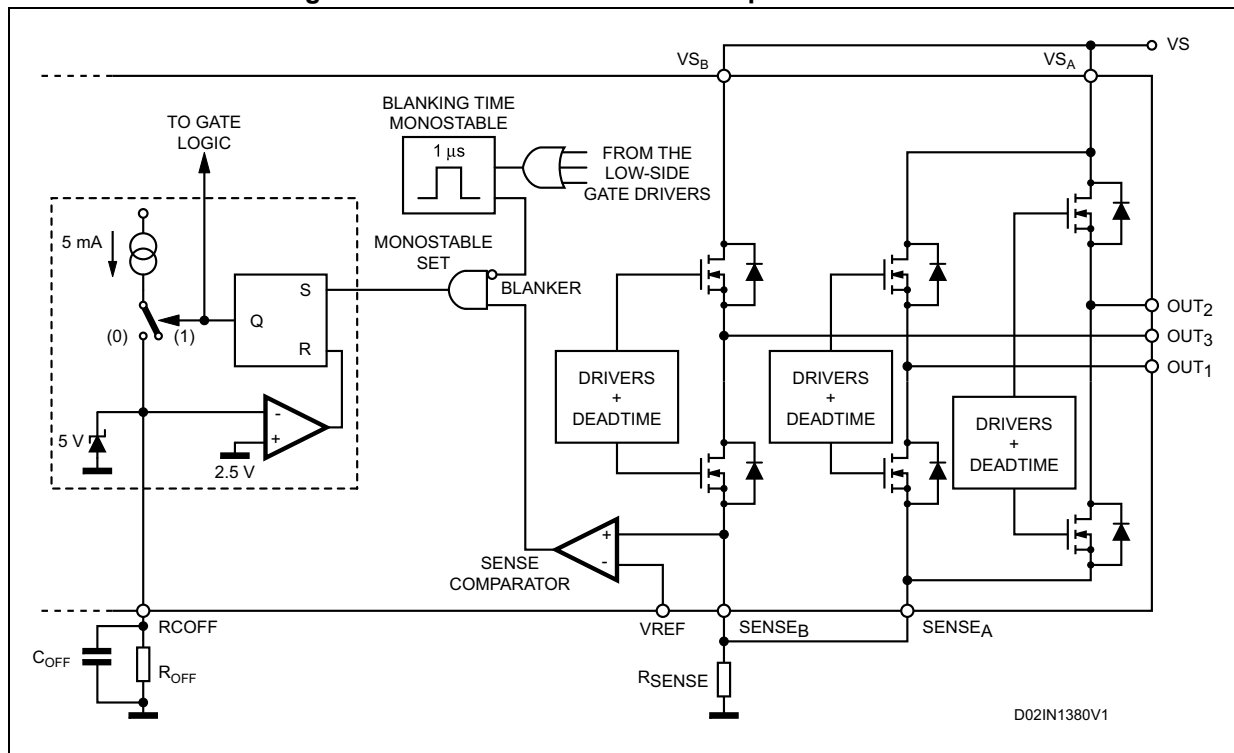 VS
VSB
VSA
BLANKING TIME
MONOSTABLE
TO GATE
LOGIC
1 μs
FROM THE
LOW-SIDE
GATE DRIVERS
5 mA
MONOSTABLE
SET
S
BLANKER
Q
(0)
(1)
R
OUT2
OUT3
OUT1
DRIVERS
+
DEADTIME
DRIVERS
+
DEADTIME
DRIVERS
+
DEADTIME
-
5 V
+
2.5 V
+
-
SENSE
COMPARATOR
RCOFF
VREF
SENSEB
SENSEA
COFF
ROFF
RSENSE
D02IN1380V1